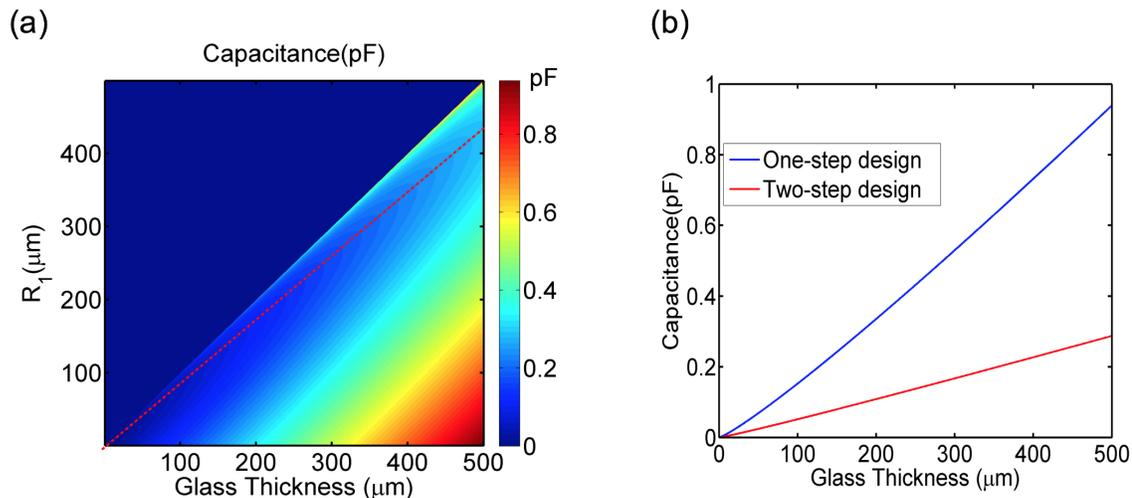 (a)
Capacitance(pF)
pF
0.8
0.6
0.4
0.2
0
400
300
200
100
R1(μm)
100 200 300 400 500
Glass Thickness (μm)
(b)
1
0.8
0.6
0.4
0.2
0
Capacitance(pF)
One-step design
Two-step design
0 100 200 300 400 500
Glass Thickness (μm)